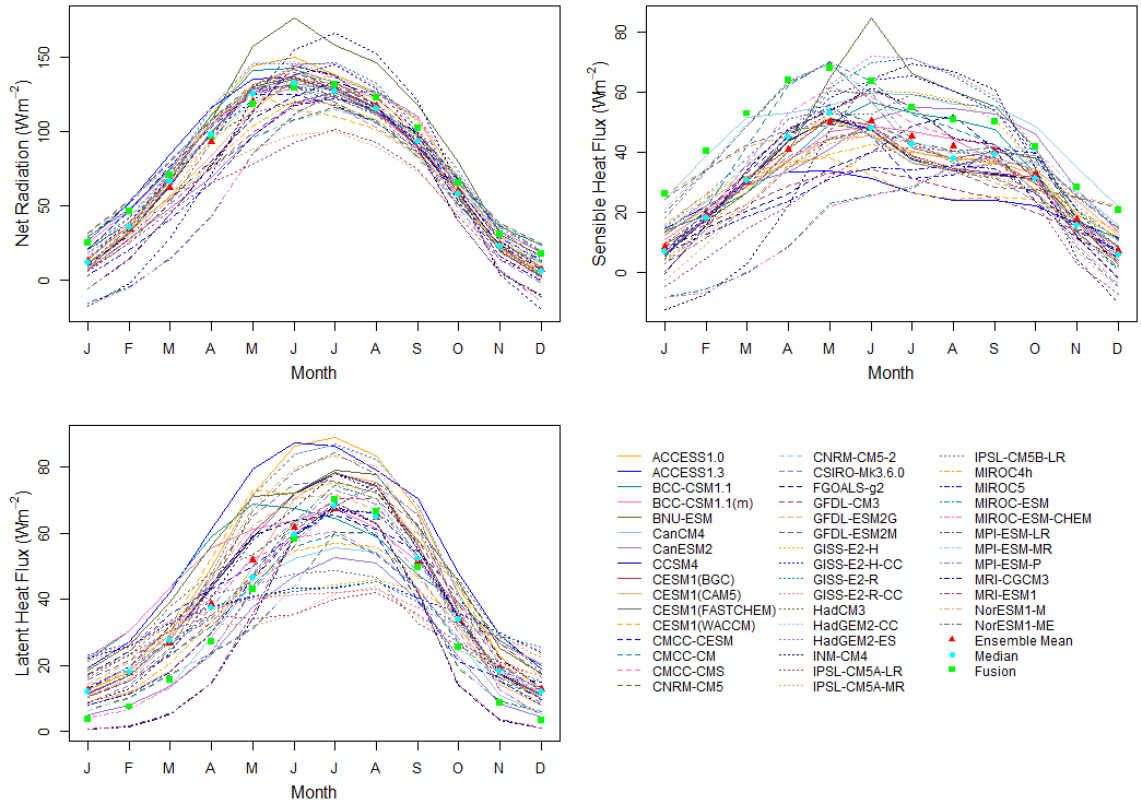 Net Radiation (Wm−2)
150
100
50
0
J F M A M J J A S O N D
Month
Sensible Heat Flux (Wm−2)
80
60
40
20
0
J F M A M J J A S O N D
Month
Latent Heat Flux (Wm−2)
80
60
40
20
0
J F M A M J J A S O N D
Month
ACCESS1.0
ACCESS1.3
BCC-CSM1.1
BCC-CSM1.1(m)
BNU-ESM
CanCM4
CanESM2
CCSM4
CESM1(BGC)
CESM1(CAM5)
CESM1(FASTCHEM)
CESM1(WACCM)
CMCC-CESM
CMCC-CM
CMCC-CMS
CNRM-CM5
CNRM-CM5-2
CSIRO-Mk3.6.0
FGOALS-g2
GFDL-CM3
GFDL-ESM2G
GFDL-ESM2M
GISS-E2-H
GISS-E2-H-CC
GISS-E2-R
GISS-E2-R-CC
HadCM3
HadGEM2-CC
HadGEM2-ES
INM-CM4
IPSL-CM5A-LR
IPSL-CM5A-MR
IPSL-CM5B-LR
MIROC4h
MIROC5
MIROC-ESM
MIROC-ESM-CHEM
MPI-ESM-LR
MPI-ESM-MR
MPI-ESM-P
MRI-CGCM3
MRI-ESM1
NorESM1-M
NorESM1-ME
Ensemble Mean
Median
Fusion